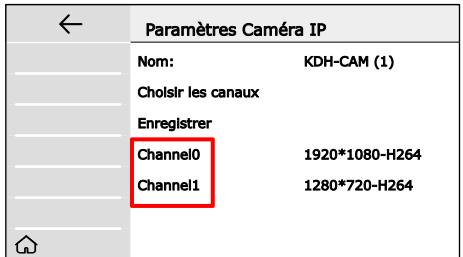 Paramètres Caméra IP
Nom: KDH-CAM (1)
Choisir les canaux
Enregistrer
Channel0 1920*1080-H264
Channel1 1280*720-H264